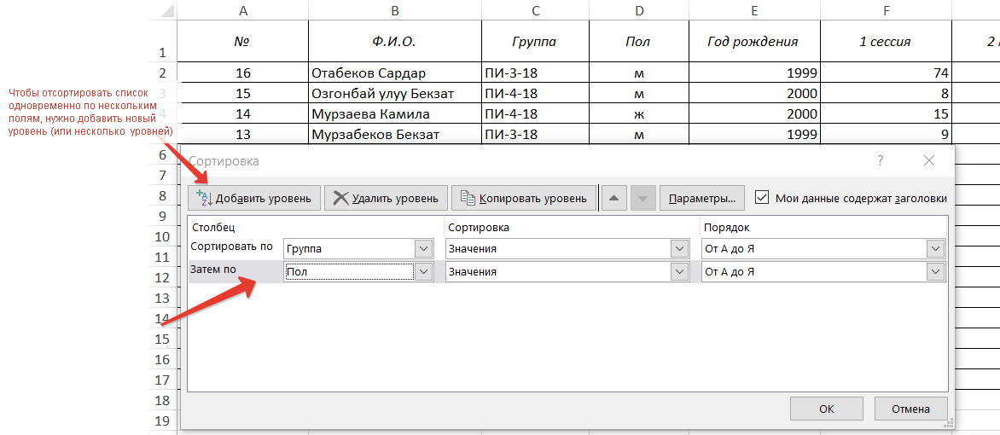 A B C D E F
1 № Ф.И.О. Группа Пол Год рождения 1 сессия 2
2 16 Отабеков Сардар ПИ-3-18 м 1999 74
3 15 Озгонбай улуу Бекзат ПИ-4-18 м 2000 8
4 14 Мурзаева Камила ПИ-4-18 ж 2000 15
13 Мурзабеков Бекзат ПИ-3-18 м 1999 9
Чтобы отсортировать список
одновременно по нескольким
полям, нужно добавить новый
уровень (или несколько уровней)
6
7
8
9
10
11
12
13
14
15
16
17
18
19
Сортировка ?
Добавить уровень Удалить уровень Копировать уровень Параметры... Мои данные содержат заголовки
Столбец Сортировка Порядок
Сортировать по Группа Значения От А до Я
Затем по Пол Значения От А до Я
ОК Отмена